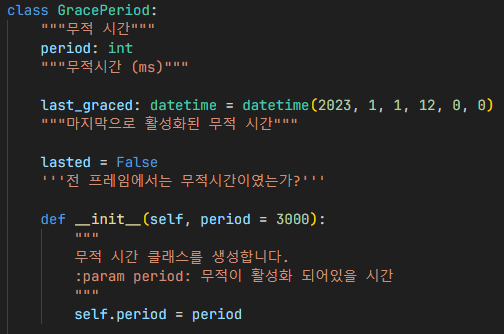 class GracePeriod:
    """무적 시간"""
    period: int
    """무적시간 (ms)"""

    last_graced: datetime = datetime(2023, 1, 1, 12, 0, 0)
    """마지막으로 활성화된 무적 시간"""

    lasted = False
    '''전 프레임에서는 무적시간이였는가?'''

    def __init__(self, period = 3000):
        """
        무적 시간 클래스를 생성합니다.
        :param period: 무적이 활성화 되어있을 시간
        """
        self.period = period